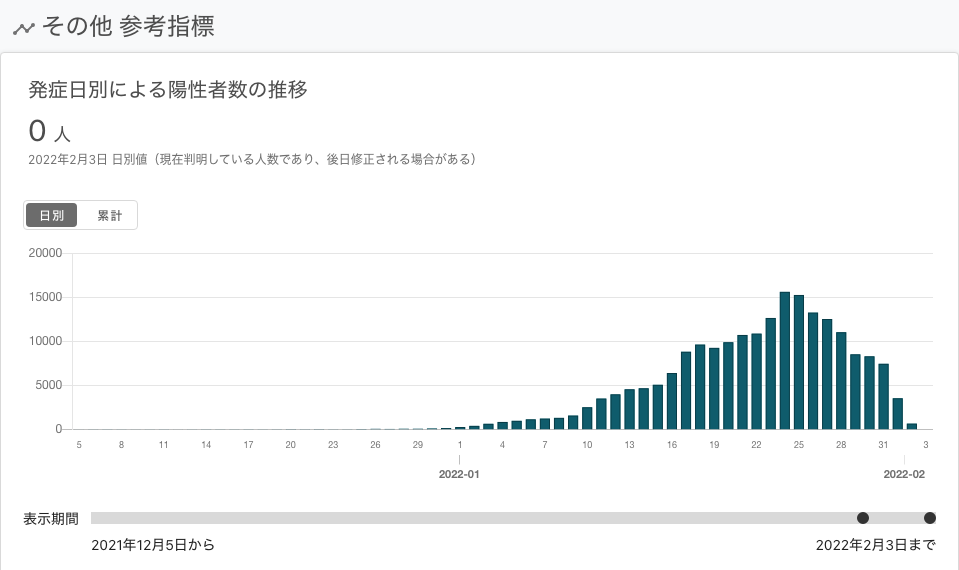 その他 参考指標
発症日別による陽性者数の推移
0 人
2022年2月3日 日別値（現在判明している人数であり、後日修正される場合がある）
日別 累計
20000
15000
10000
5000
0
5 8 11 14 17 20 23 26 29 1 4 7 10 13 16 19 22 25 28 31 3
2022-01 2022-02
表示期間
2021年12月5日から 2022年2月3日まで